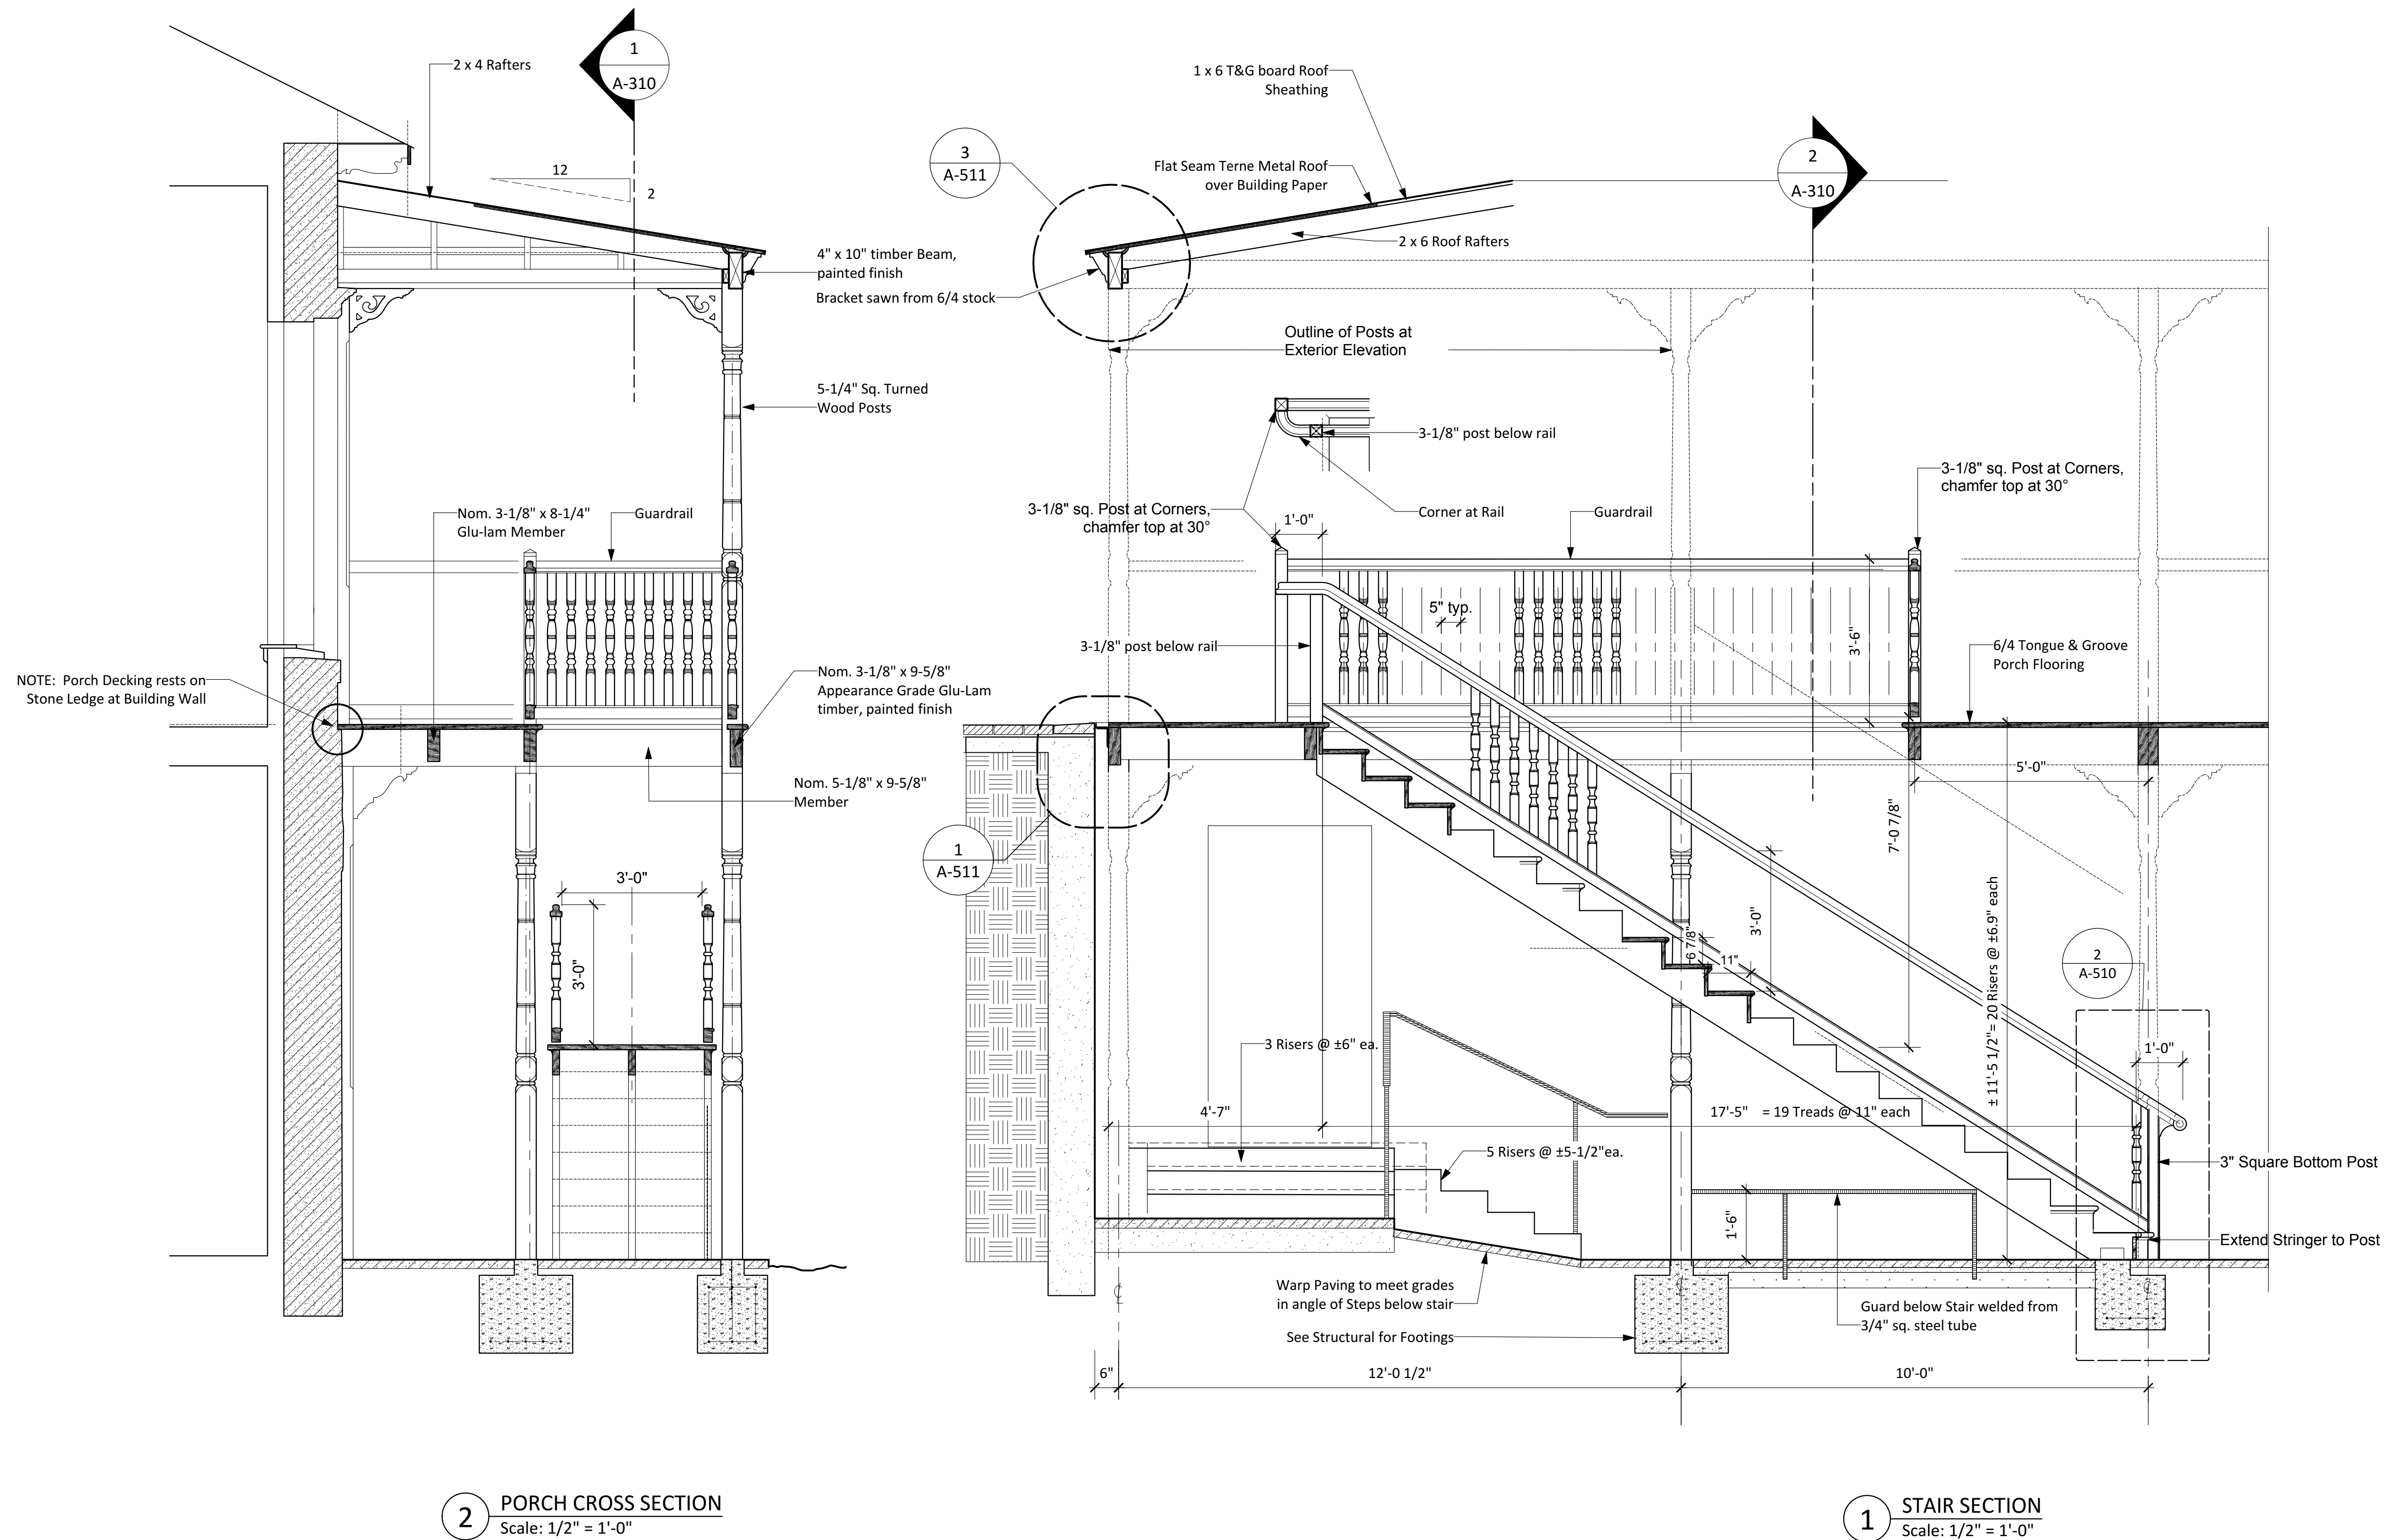 2 x 4 Rafters
1
A-310
12
2
4" x 10" timber Beam,
painted finish
Bracket sawn from 6/4 stock
5-1/4" Sq. Turned
Wood Posts
Nom. 3-1/8" x 8-1/4"
Glu-lam Member
Guardrail
NOTE:  Porch Decking rests on
Stone Ledge at Building Wall
Nom. 3-1/8" x 9-5/8"
Appearance Grade Glu-Lam
timber, painted finish
Nom. 5-1/8" x 9-5/8"
Member
3'-0"
3'-0"
2
PORCH CROSS SECTION
Scale: 1/2" = 1'-0"
1 x 6 T&G board Roof
Sheathing
3
A-511
Flat Seam Terne Metal Roof
over Building Paper
2
A-310
2 x 6 Roof Rafters
Outline of Posts at
Exterior Elevation
3-1/8" post below rail
3-1/8" sq. Post at Corners,
chamfer top at 30°
1'-0"
Corner at Rail
Guardrail
3-1/8" sq. Post at Corners,
chamfer top at 30°
5" typ.
3-1/8" post below rail
3'-6"
6/4 Tongue & Groove
Porch Flooring
5'-0"
7'-0 7/8"
1
A-511
3'-0"
6 7/8"
11"
± 11'-5 1/2"= 20 Risers @ ±6.9" each
2
A-510
1'-0"
3 Risers @ ±6" ea.
4'-7"
17'-5"    = 19 Treads @ 11" each
5 Risers @ ±5-1/2"ea.
3" Square Bottom Post
1'-6"
Extend Stringer to Post
Warp Paving to meet grades
in angle of Steps below stair
Guard below Stair welded from
3/4" sq. steel tube
See Structural for Footings
6"
12'-0 1/2"
10'-0"
1
STAIR SECTION
Scale: 1/2" = 1'-0"